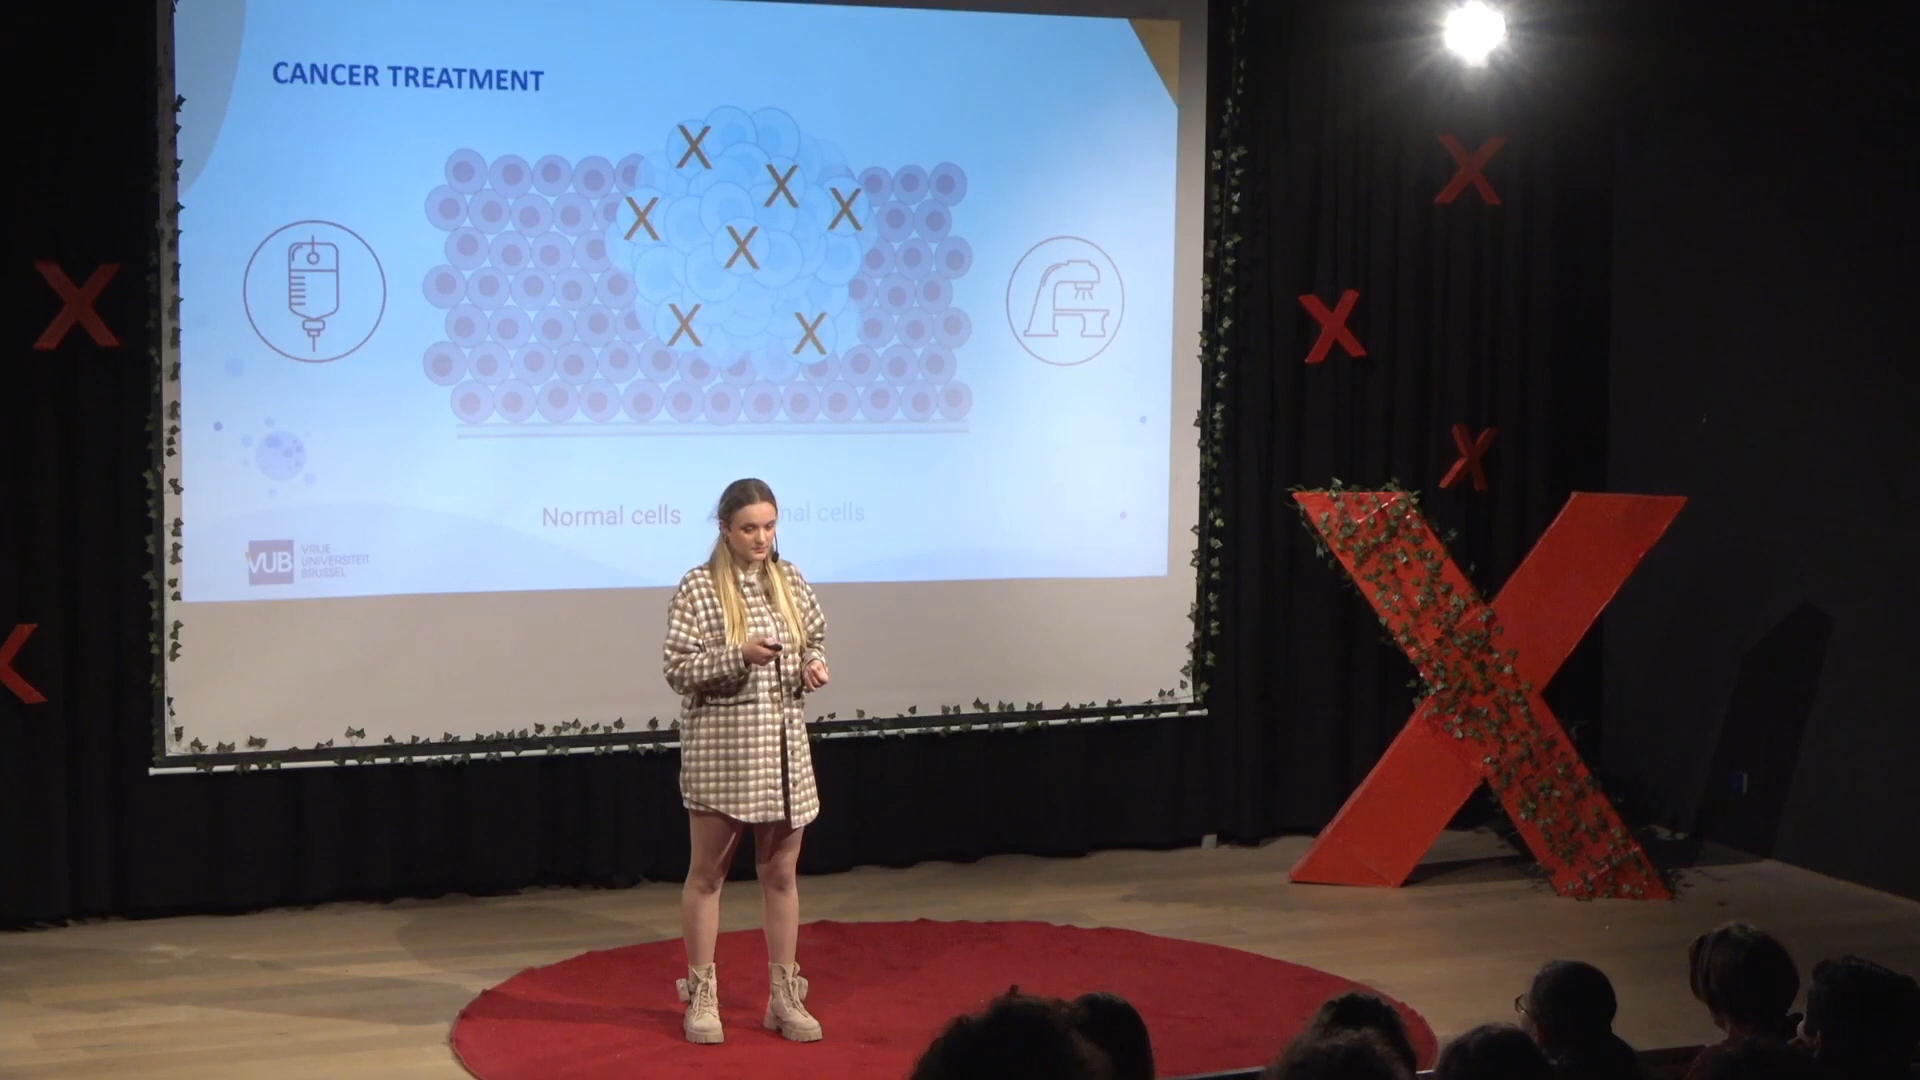 CANCER TREATMENT
X
X
X
X
X
X
X
Normal cells
VUB
VRIJE
UNIVERSITEIT
BRUSSEL
X
X
X
X
X